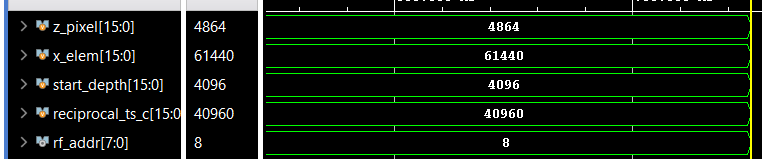 z_pixel[15:0] 4864 4864
x_elem[15:0] 61440 61440
start_depth[15:0] 4096 4096
reciprocal_ts_c[15:0 40960 40960
rf_addr[7:0] 8 8